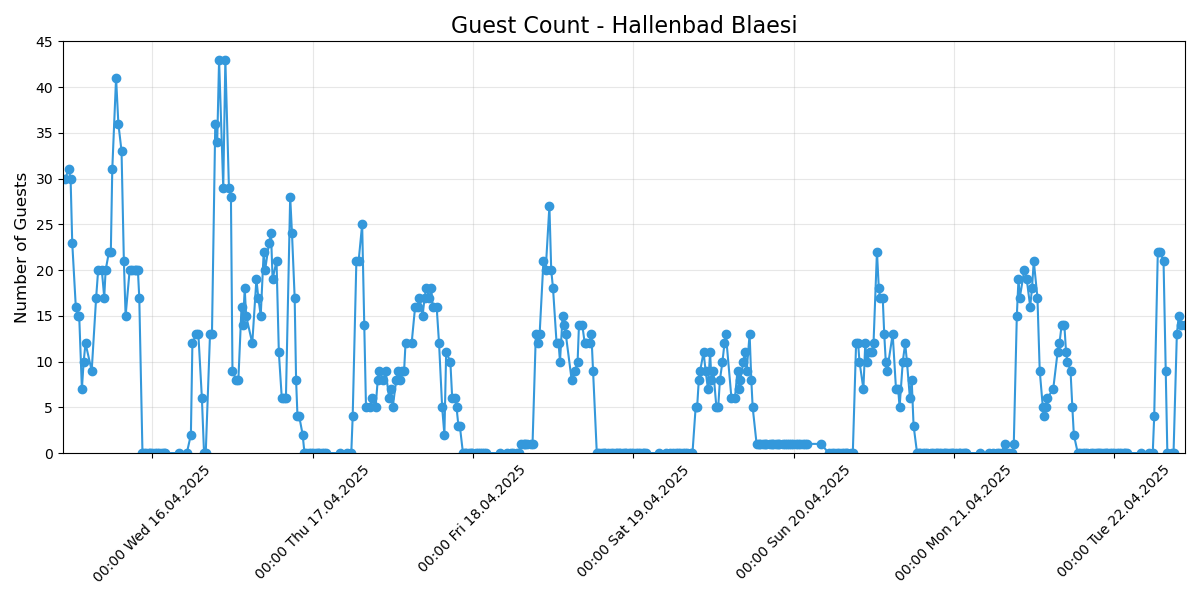 Guest Count - Hallenbad Blaesi
Number of Guests
45
40
35
30
25
20
15
10
5
0
00:00 Wed 16.04.2025
00:00 Thu 17.04.2025
00:00 Fri 18.04.2025
00:00 Sat 19.04.2025
00:00 Sun 20.04.2025
00:00 Mon 21.04.2025
00:00 Tue 22.04.2025